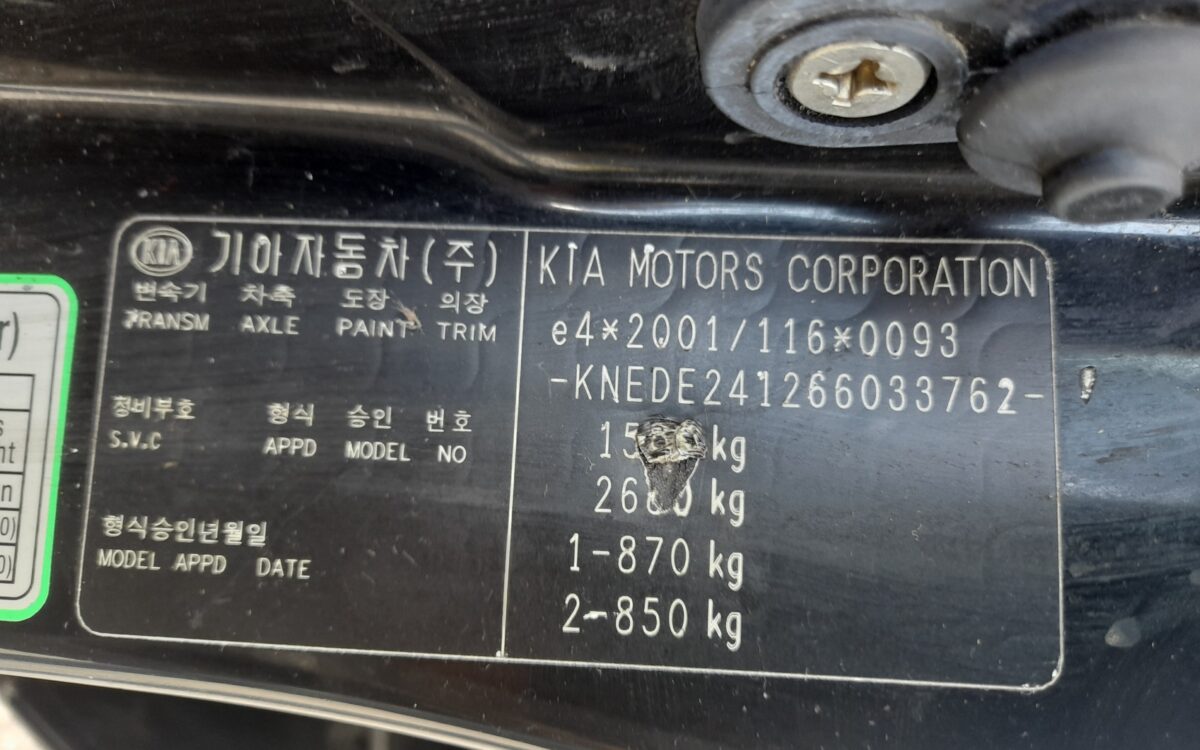 r)
s
nt
n
0)
0)
KIA 기아자동차(주)
변속기 차축 도장 의장
TRANSM AXLE PAINT TRIM
정비부호 형식 승인 번호
S.V.C APPD MODEL NO
형식승인년월일
MODEL APPD DATE
KIA MOTORS CORPORATION
e4*2001/116*0093
-KNEDE241266033762-
kg
kg
1-870 kg
2-850 kg